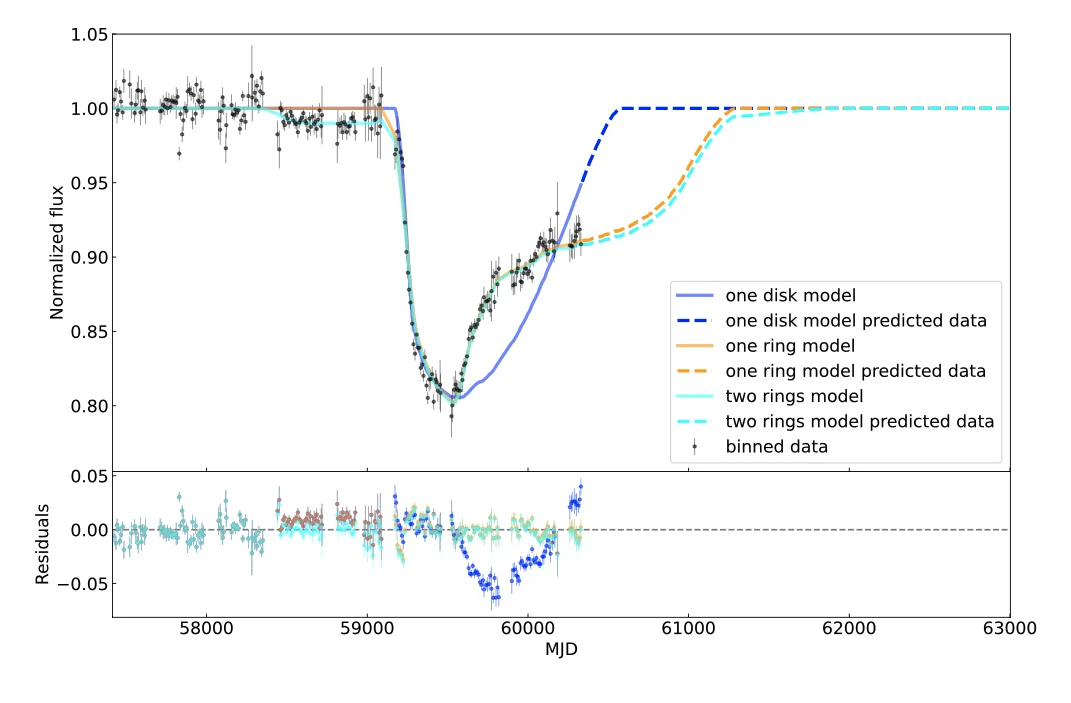 1.05
1.00
0.95
0.90
0.85
0.80
Normalized flux
one disk model
one disk model predicted data
one ring model
one ring model predicted data
two rings model
two rings model predicted data
binned data
0.05
0.00
−0.05
Residuals
58000 59000 60000 61000 62000 63000
MJD